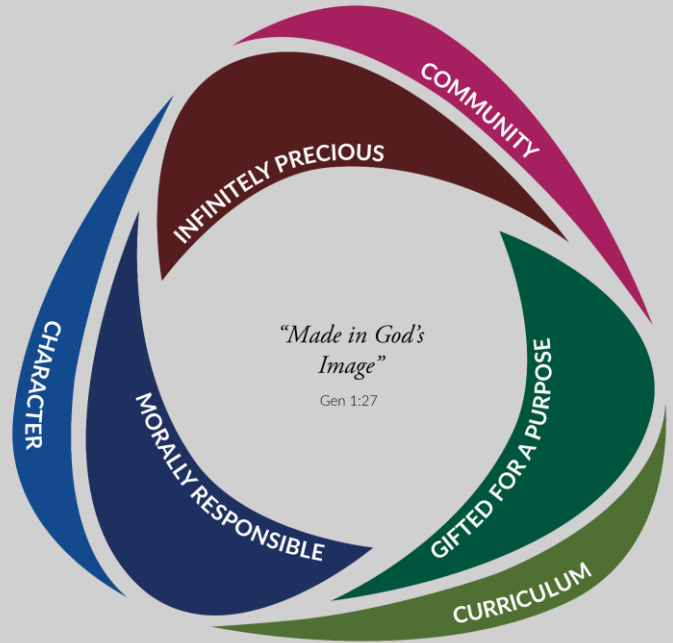 COMMUNITY
INFINITELY PRECIOUS
“Made in God’s
Image”
Gen 1:27
CHARACTER
MORALLY RESPONSIBLE
GIFTED FOR A PURPOSE
CURRICULUM